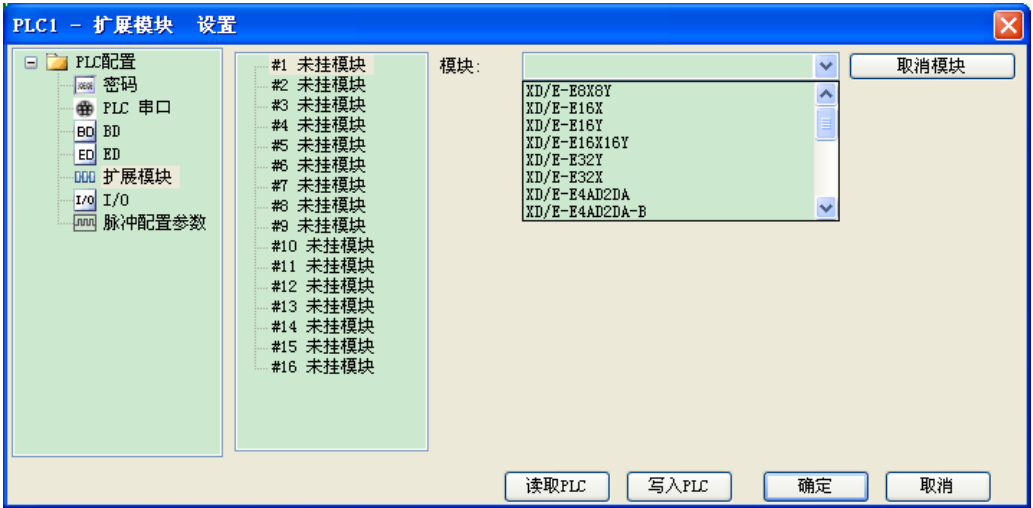 PLC1 - 扩展模块 设置
PLC配置
密码
PLC 串口
BD BD
ED ED
扩展模块
I/O I/O
脉冲配置参数
#1 未挂模块
#2 未挂模块
#3 未挂模块
#4 未挂模块
#5 未挂模块
#6 未挂模块
#7 未挂模块
#8 未挂模块
#9 未挂模块
#10 未挂模块
#11 未挂模块
#12 未挂模块
#13 未挂模块
#14 未挂模块
#15 未挂模块
#16 未挂模块
模块:
取消模块
XD/E-E8X8Y
XD/E-E16X
XD/E-E16Y
XD/E-E16X16Y
XD/E-E32Y
XD/E-E32X
XD/E-E4AD2DA
XD/E-E4AD2DA-B
读取PLC
写入PLC
确定
取消